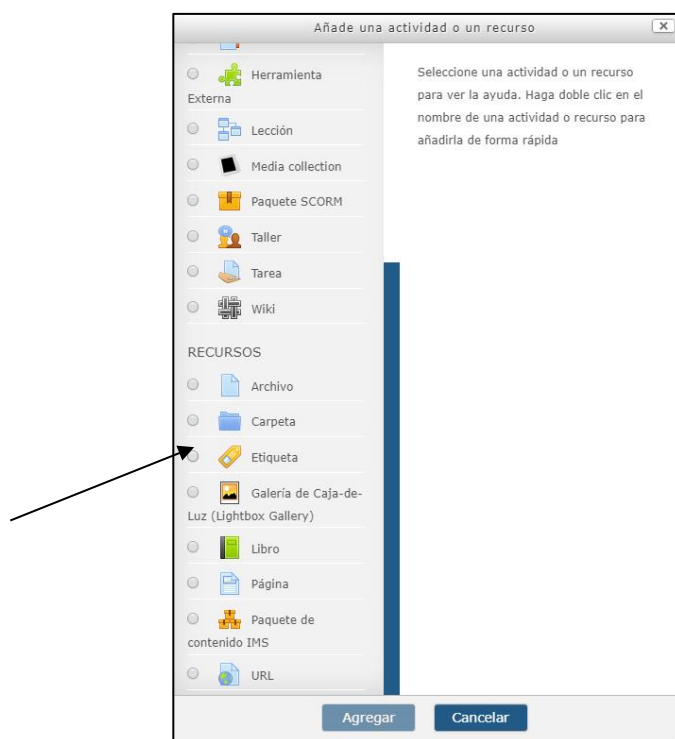 Añade una actividad o un recurso
Herramienta
Externa
Lección
Media collection
Paquete SCORM
Taller
Tarea
Wiki
RECURSOS
Archivo
Carpeta
Etiqueta
Galería de Caja-de-
Luz (Lightbox Gallery)
Libro
Página
Paquete de
contenido IMS
URL
Seleccione una actividad o un recurso
para ver la ayuda. Haga doble clic en el
nombre de una actividad o recurso para
añadirla de forma rápida
Agregar
Cancelar